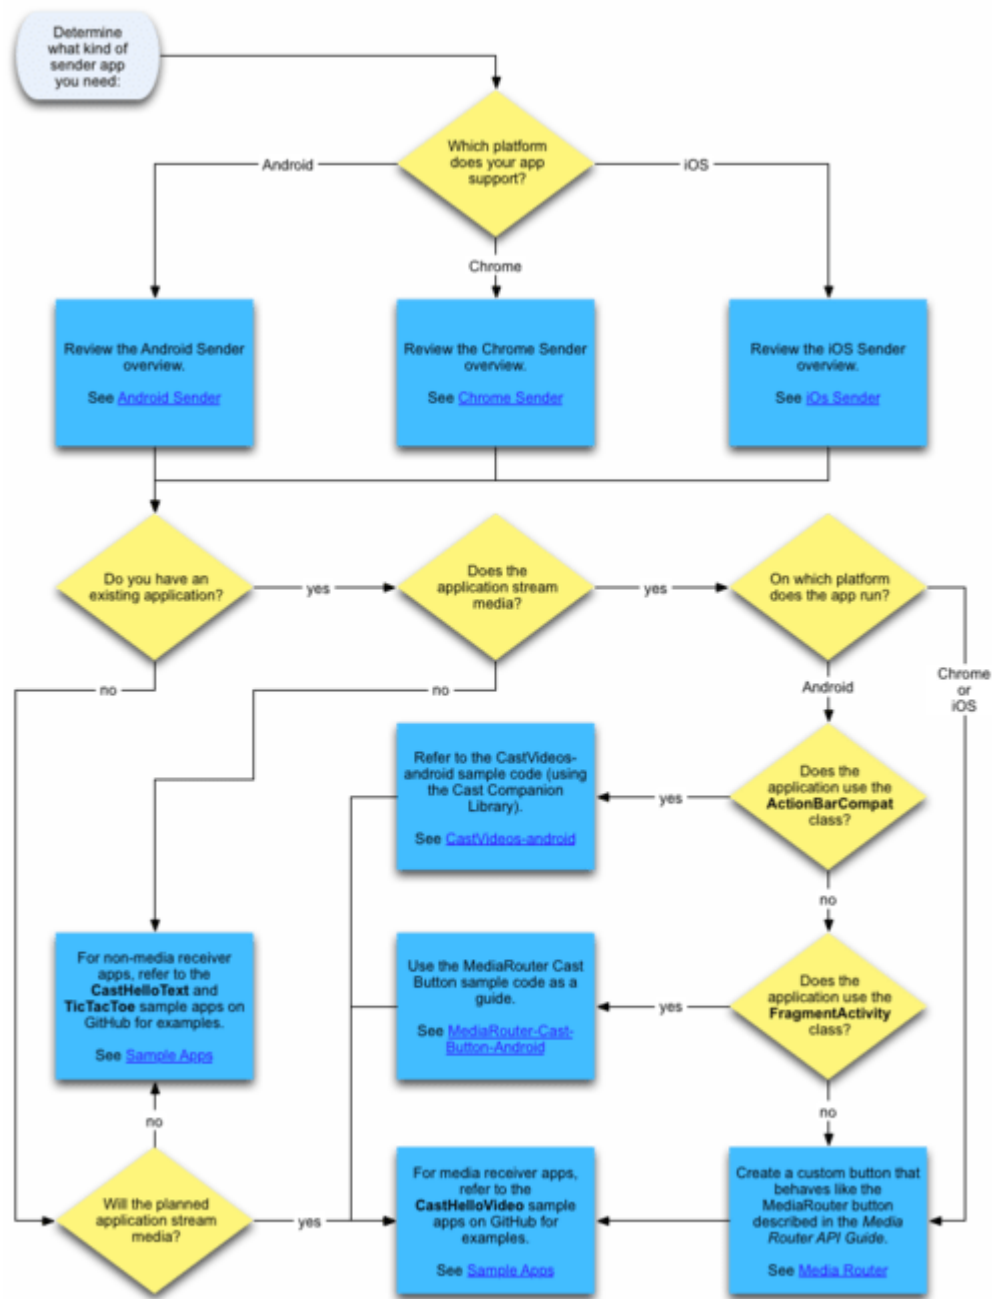 Determine
what kind of
sender app
you need:
Which platform
does your app
support?
Android
iOS
Chrome
Review the Android Sender
overview.
See Android Sender
Review the Chrome Sender
overview.
See Chrome Sender
Review the iOS Sender
overview.
See iOs Sender
Do you have an
existing application?
yes
Does the
application stream
media?
yes
On which platform
does the app run?
no
no
Android
Chrome
or
iOS
Refer to the CastVideos-
android sample code (using
the Cast Companion
Library).
See CastVideos-android
yes
Does the
application use the
ActionBarCompat
class?
no
For non-media receiver
apps, refer to the
CastHelloText and
TicTacToe sample apps on
GitHub for examples.
See Sample Apps
Use the MediaRouter Cast
Button sample code as a
guide.
See MediaRouter-Cast-
Button-Android
yes
Does the
application use the
FragmentActivity
class?
no
no
Will the planned
application stream
media?
yes
For media receiver apps,
refer to the
CastHelloVideo sample
apps on GitHub for
examples.
See Sample Apps
Create a custom button that
behaves like the
MediaRouter button
described in the Media
Router API Guide.
See Media Router